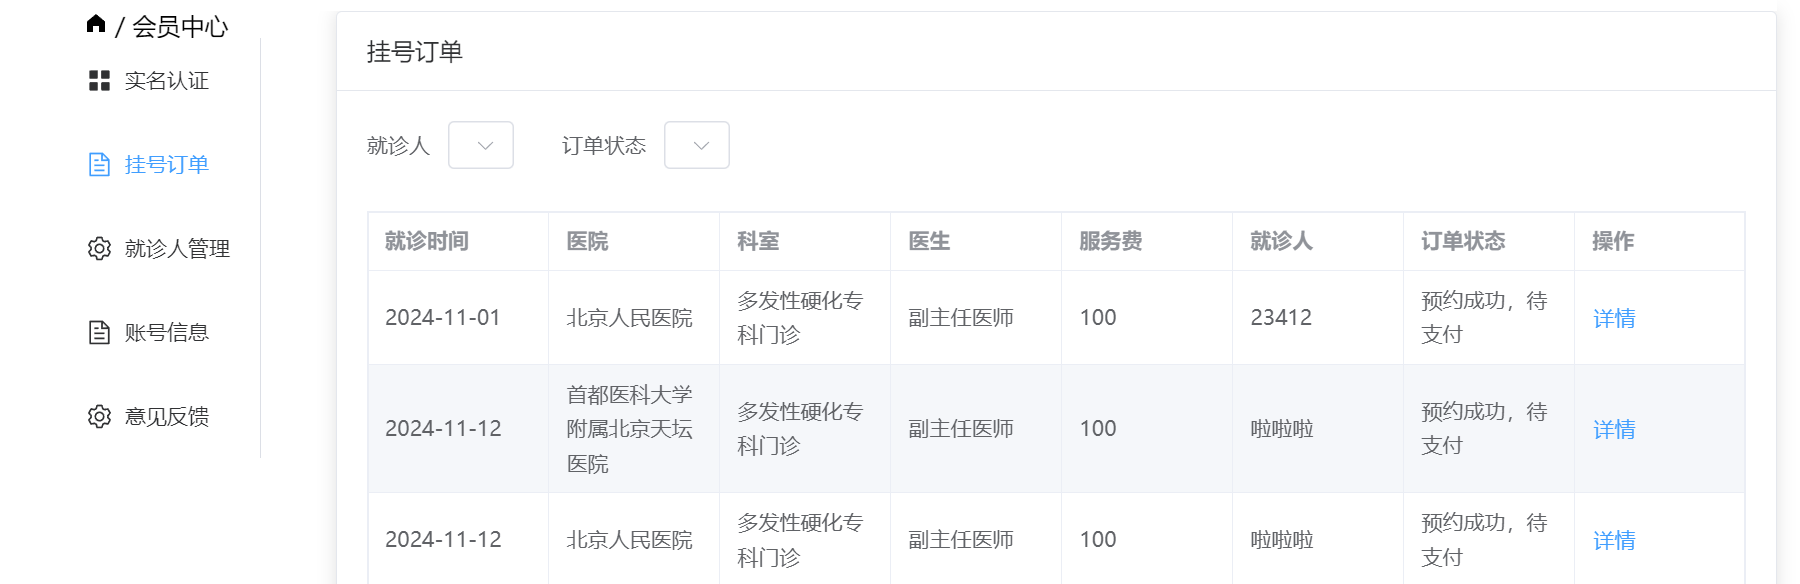 / 会员中心
实名认证
挂号订单
就诊人管理
账号信息
意见反馈
挂号订单
就诊人 订单状态
就诊时间 医院 科室 医生 服务费 就诊人 订单状态 操作
2024-11-01 北京人民医院 多发性硬化专 副主任医师 100 23412 预约成功，待 详情
科门诊 支付
2024-11-12 首都医科大学 多发性硬化专 副主任医师 100 啦啦啦 预约成功，待 详情
附属北京天坛 科门诊 支付
医院
2024-11-12 北京人民医院 多发性硬化专 副主任医师 100 啦啦啦 预约成功，待 详情
科门诊 支付